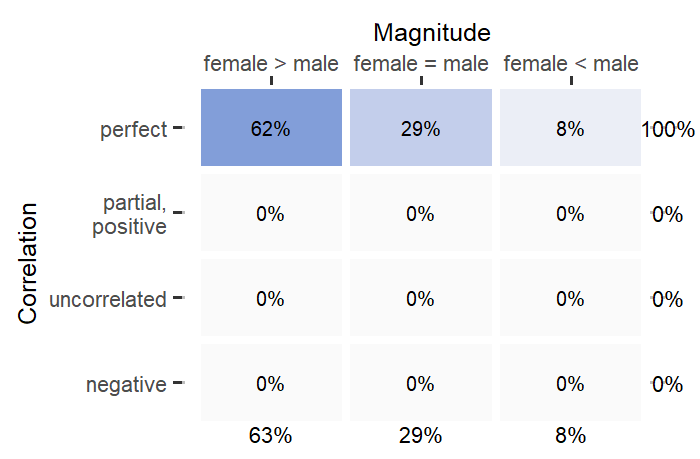 Magnitude
female > male female = male female < male
perfect 62% 29% 8% 100%
partial,
positive 0% 0% 0% 0%
uncorrelated 0% 0% 0% 0%
negative 0% 0% 0% 0%
63% 29% 8%
Correlation